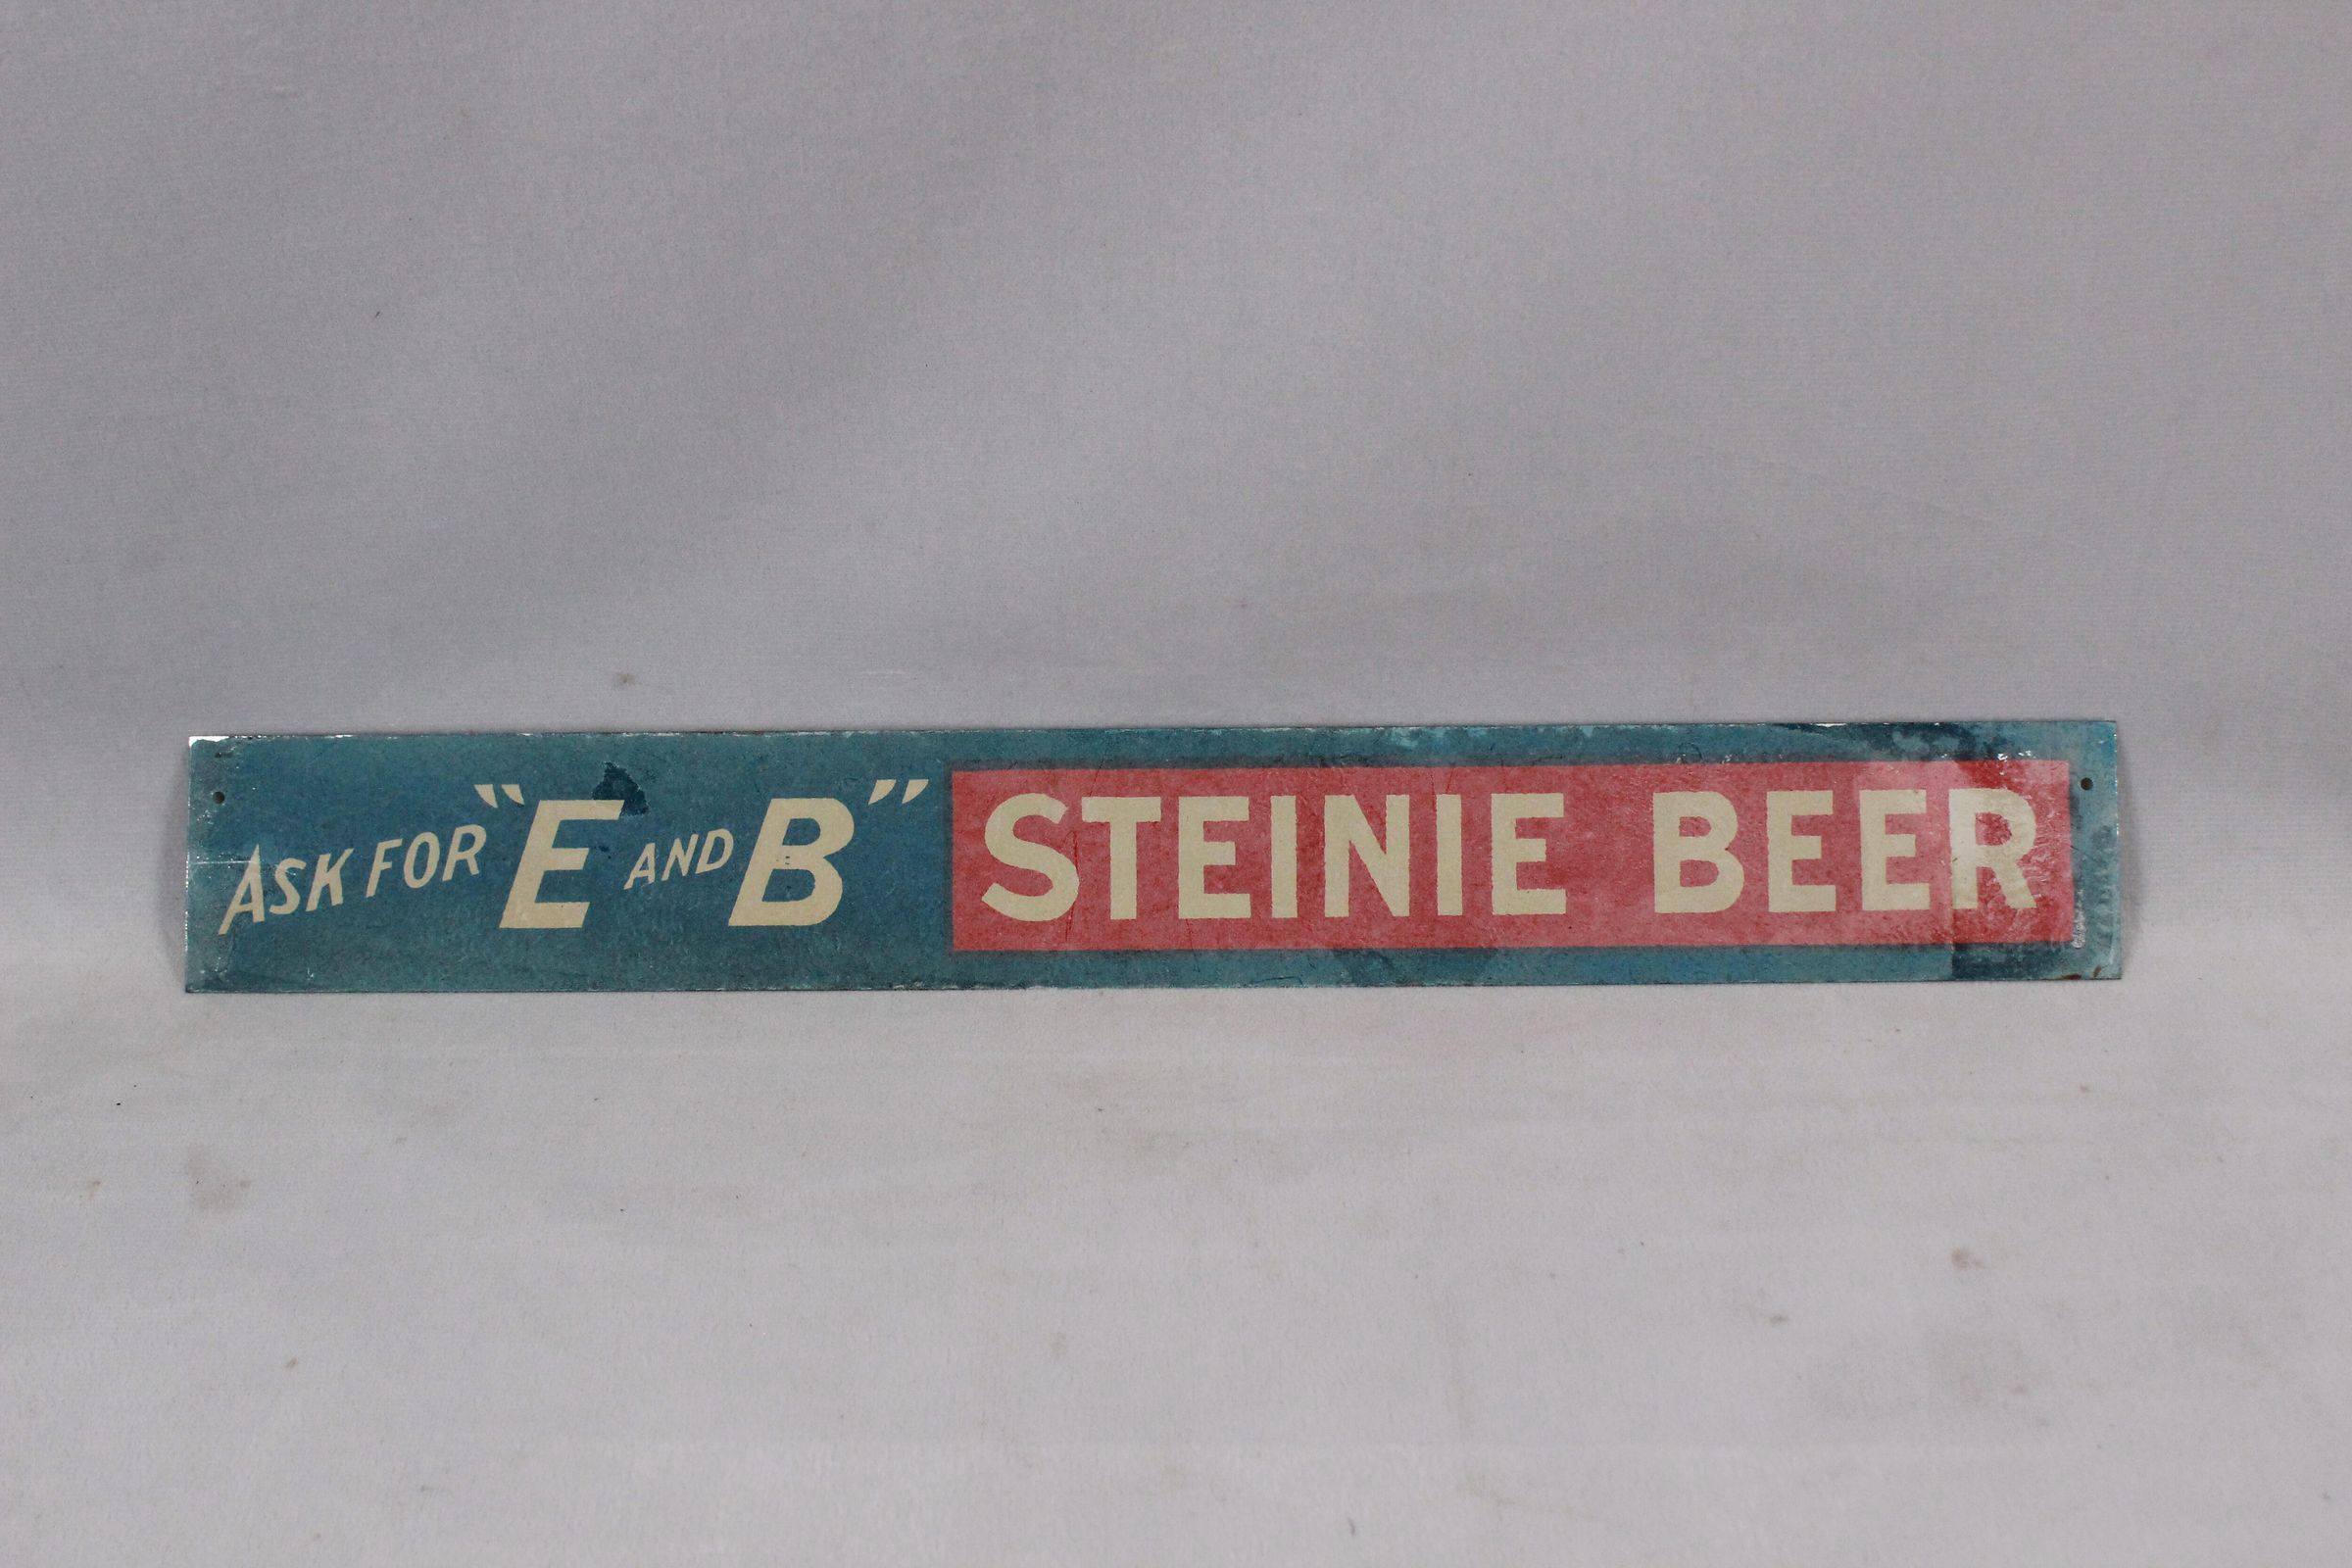 ASK FOR "E AND B" STEINIE BEER